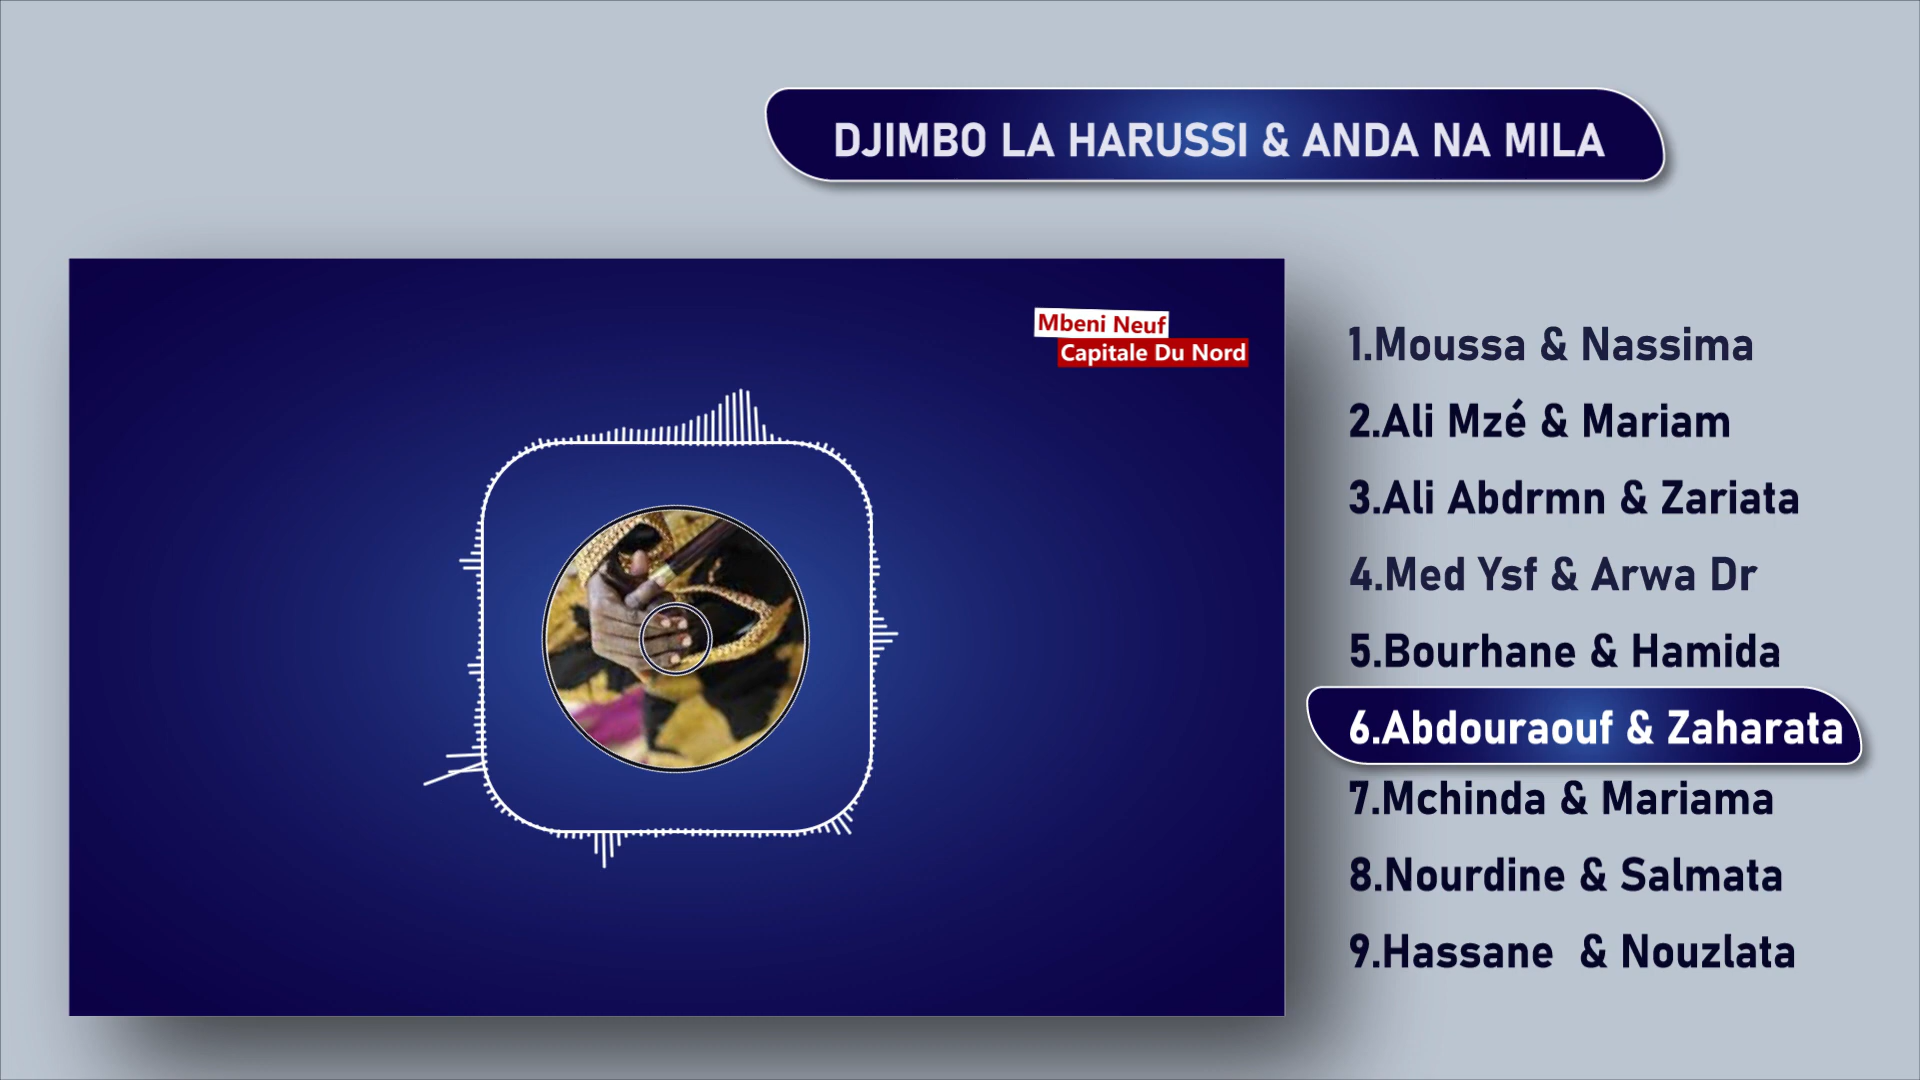 DJIMBO LA HARUSSI & ANDA NA MILA
Mbeni Neuf
Capitale Du Nord
1.Moussa & Nassima
2.Ali Mzé & Mariam
3.Ali Abdrmn & Zariata
4.Med Ysf & Arwa Dr
5.Bourhane & Hamida
6.Abdouraouf & Zaharata
7.Mchinda & Mariama
8.Nourdine & Salmata
9.Hassane  & Nouzlata